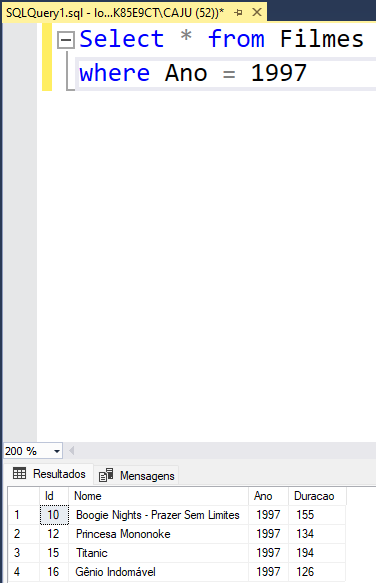 SQLQuery1.sql - lo...K85E9CT\CAJU (52))*
Select * from Filmes
where Ano = 1997
200 %
Resultados Mensagens
Id Nome Ano Duracao
1 10 Boogie Nights - Prazer Sem Limites 1997 155
2 12 Princesa Mononoke 1997 134
3 15 Titanic 1997 194
4 16 Gênio Indomável 1997 126